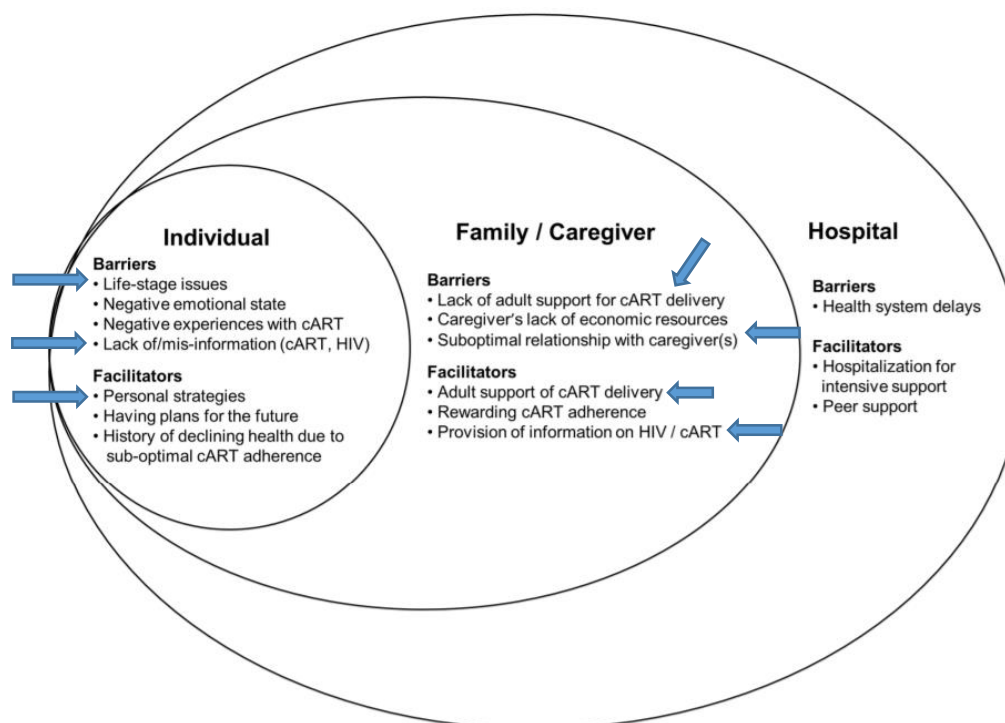 Individual
Barriers
• Life-stage issues
• Negative emotional state
• Negative experiences with cART
• Lack of/mis-information (cART, HIV)
Facilitators
• Personal strategies
• Having plans for the future
• History of declining health due to
sub-optimal cART adherence
Family / Caregiver
Barriers
• Lack of adult support for cART delivery
• Caregiver's lack of economic resources
• Suboptimal relationship with caregiver(s)
Facilitators
• Adult support of cART delivery
• Rewarding cART adherence
• Provision of information on HIV / cART
Hospital
Barriers
• Health system delays
Facilitators
• Hospitalization for
intensive support
• Peer support